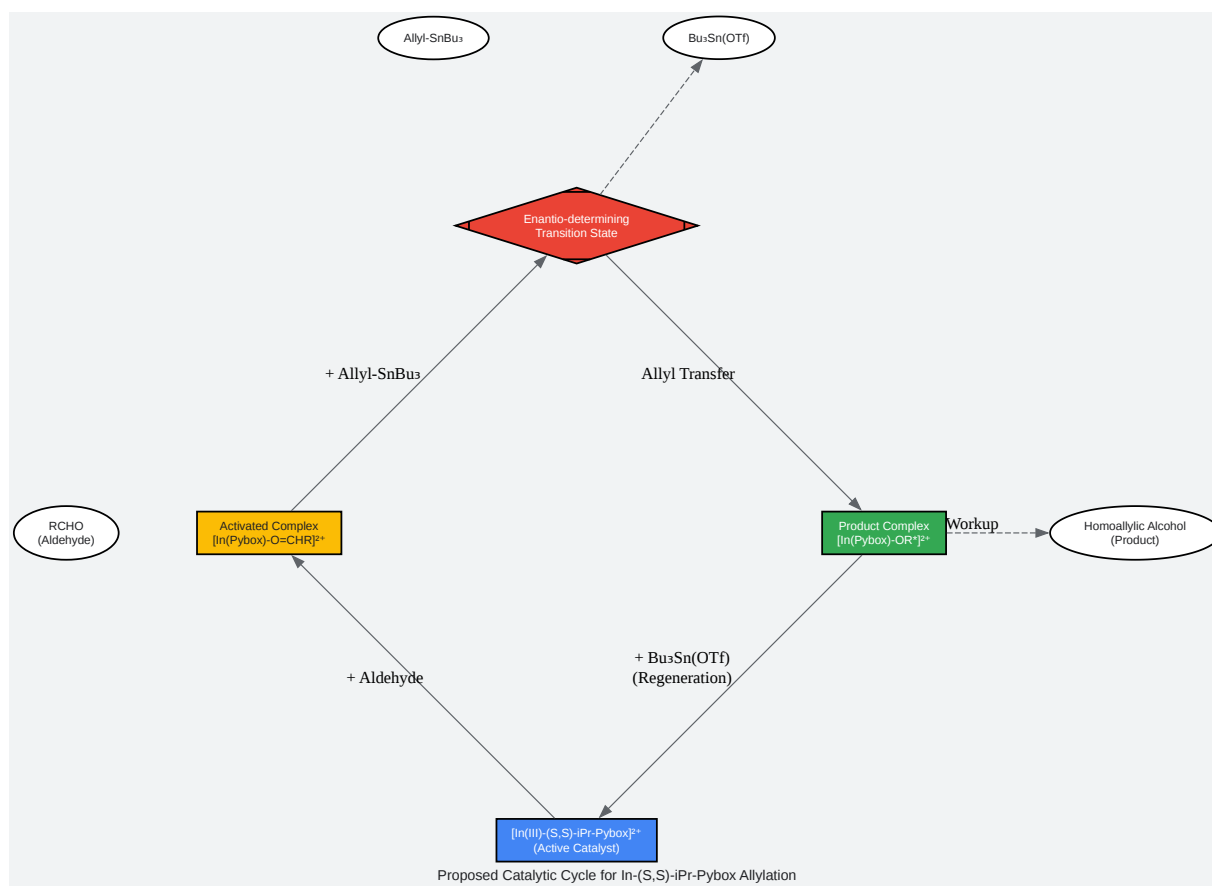 Allyl-SnBu₃
Bu₃Sn(OTf)
Enantio-determining
Transition State
+ Allyl-SnBu₃
Allyl Transfer
RCHO
(Aldehyde)
Activated Complex
[In(Pybox)-O=CHR]²⁺
Product Complex
[In(Pybox)-OR*]²⁺
Workup
Homoallylic Alcohol
(Product)
+ Aldehyde
+ Bu₃Sn(OTf)
(Regeneration)
[In(III)-(S,S)-iPr-Pybox]²⁺
(Active Catalyst)
Proposed Catalytic Cycle for In-(S,S)-iPr-Pybox Allylation